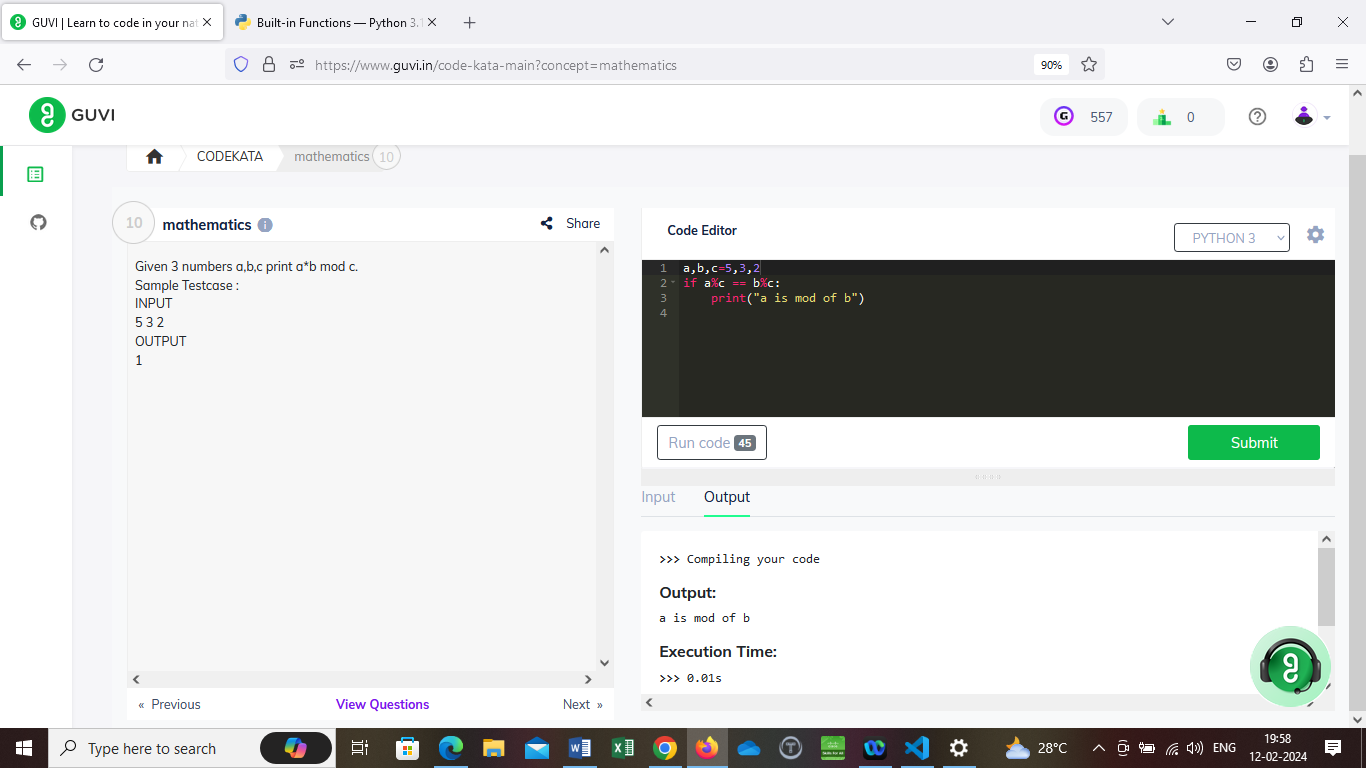 GUVI | Learn to code in your nat
Built-in Functions — Python 3.1
https://www.guvi.in/code-kata-main?concept=mathematics
90%
GUVI
557
0
CODEKATA
mathematics 10
10 mathematics
Share
Given 3 numbers a,b,c print a*b mod c.
Sample Testcase :
INPUT
5 3 2
OUTPUT
1
« Previous
View Questions
Next »
Code Editor
PYTHON 3
1 a,b,c=5,3,2
2 if a%c == b%c:
3     print("a is mod of b")
4
Run code 45
Submit
Input
Output
>>> Compiling your code
Output:
a is mod of b
Execution Time:
>>> 0.01s
Type here to search
28°C
ENG
19:58
12-02-2024